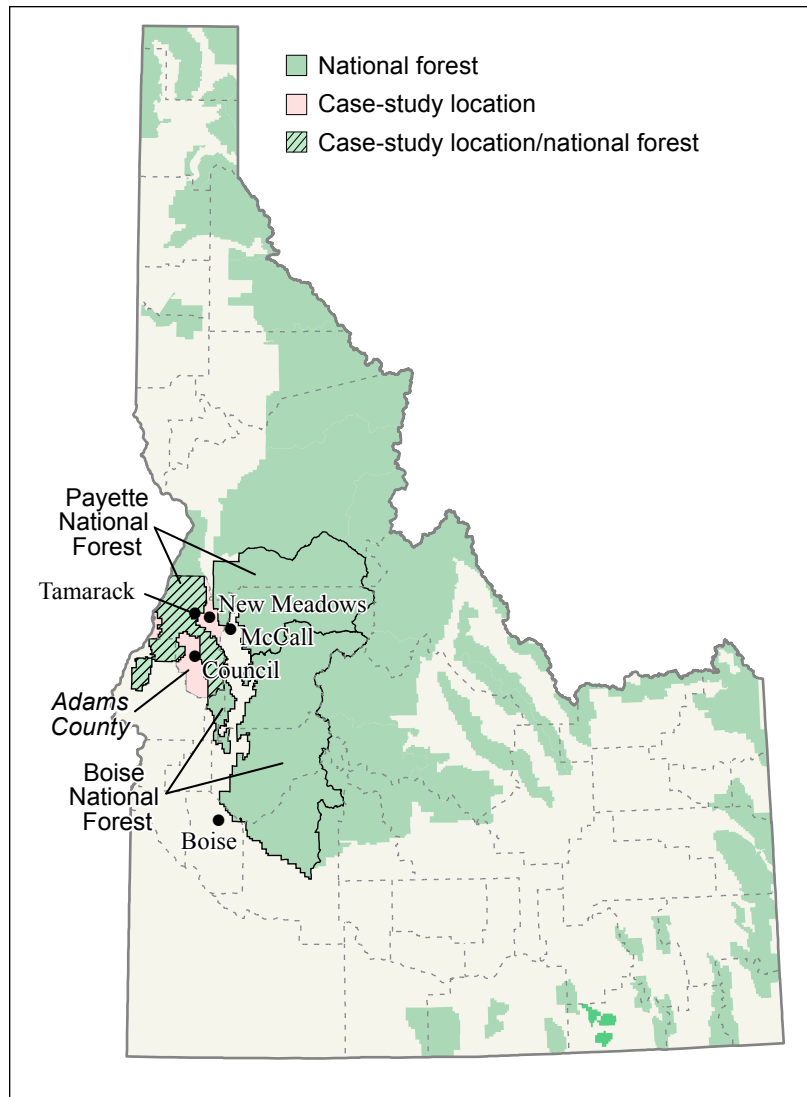 National forest
Case-study location
Case-study location/national forest
Payette
National
Forest
Tamarack
New Meadows
McCall
Council
Adams
County
Boise
National
Forest
Boise